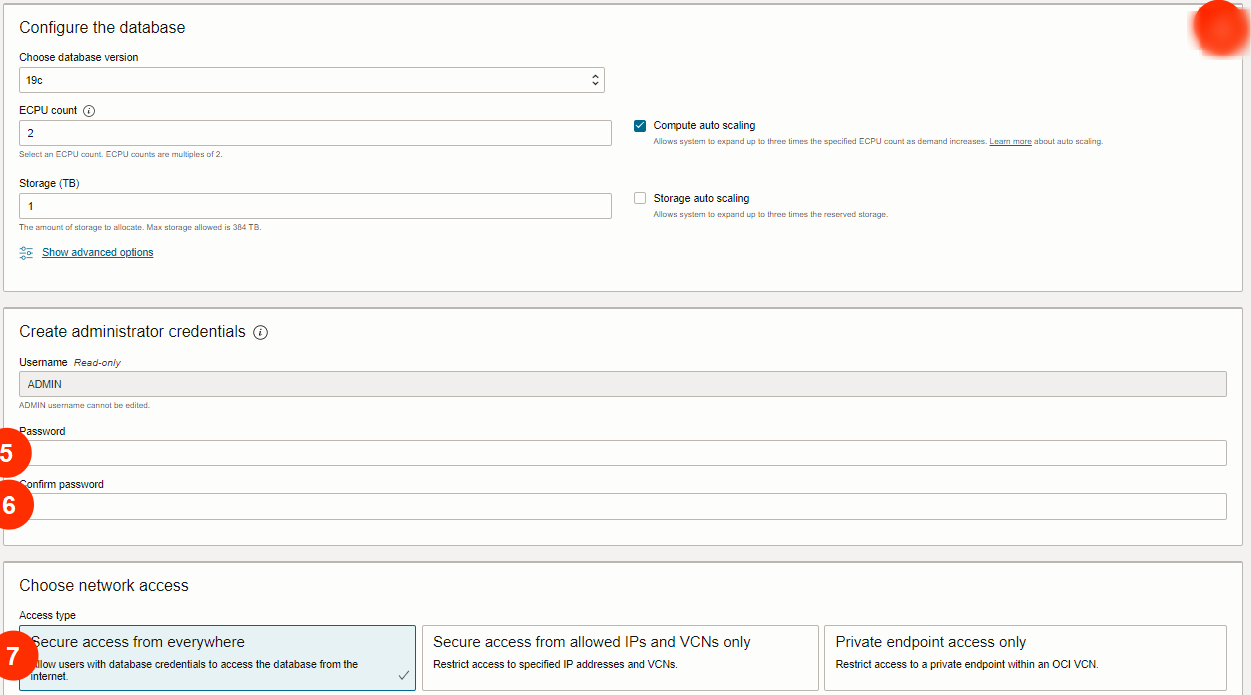 Configure the database
Choose database version
19c
ECPU count
2
Select an ECPU count. ECPU counts are multiples of 2.
Compute auto scaling
Allows system to expand up to three times the specified ECPU count as demand increases. Learn more about auto scaling.
Storage (TB)
1
The amount of storage to allocate. Max storage allowed is 384 TB.
Storage auto scaling
Allows system to expand up to three times the reserved storage.
Show advanced options
Create administrator credentials
Username Read-only
ADMIN
ADMIN username cannot be edited.
Password
5
Confirm password
6
Choose network access
Access type
7
Secure access from everywhere
llow users with database credentials to access the database from the
internet.
Secure access from allowed IPs and VCNs only
Restrict access to specified IP addresses and VCNs.
Private endpoint access only
Restrict access to a private endpoint within an OCI VCN.